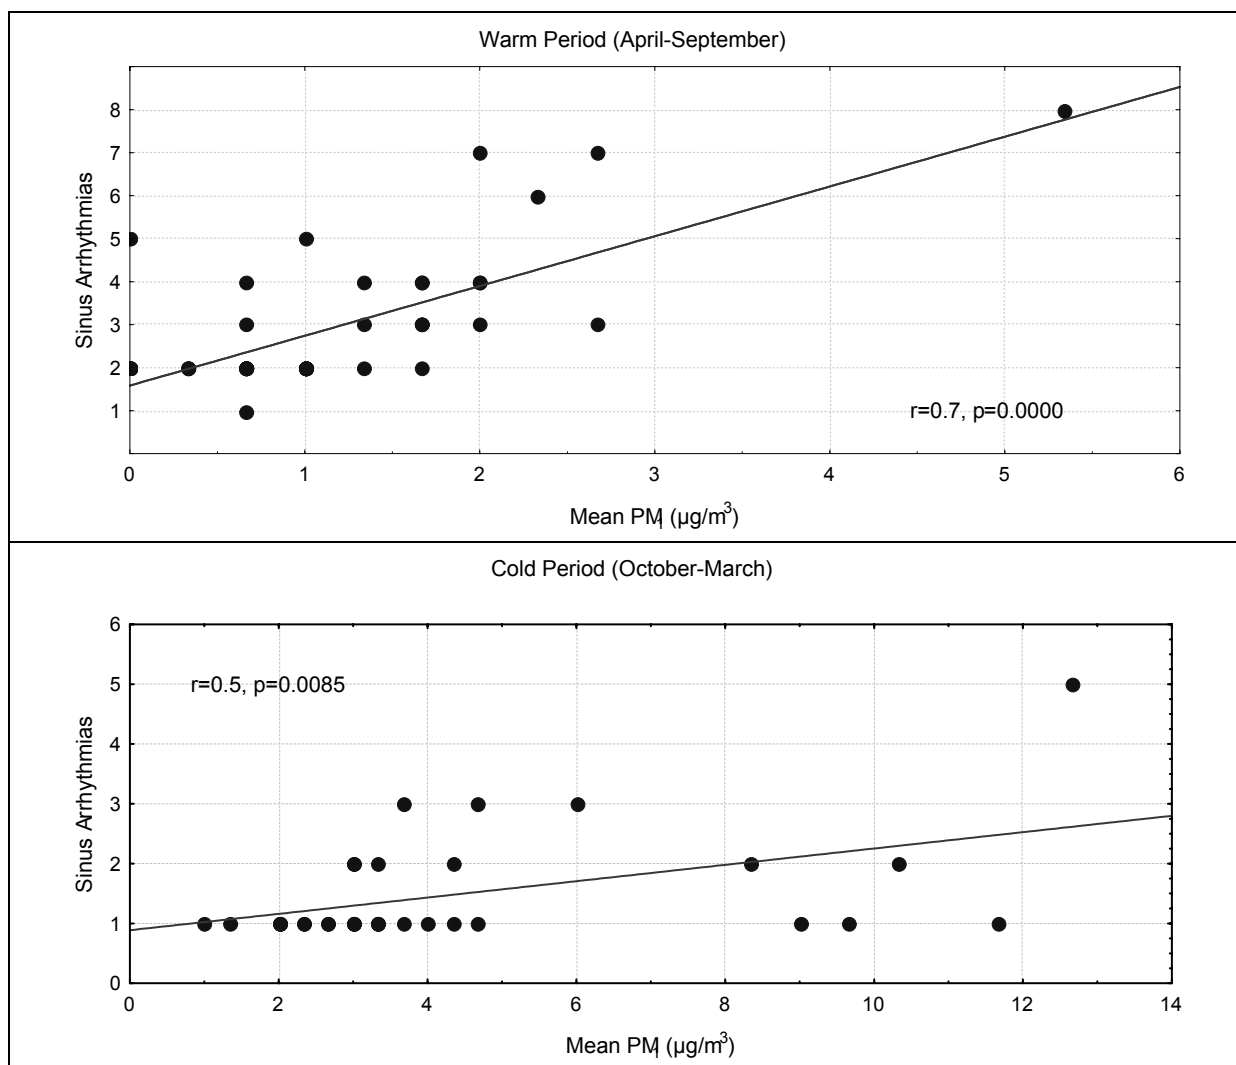 Warm Period (April-September)
8
7
6
5
4
3
2
1
Sinus Arrhythmias
r=0.7, p=0.0000
0 1 2 3 4 5 6
Mean PM1 (µg/m³)
Cold Period (October-March)
6
5
4
3
2
1
0
Sinus Arrhythmias
r=0.5, p=0.0085
0 2 4 6 8 10 12 14
Mean PM1 (µg/m³)